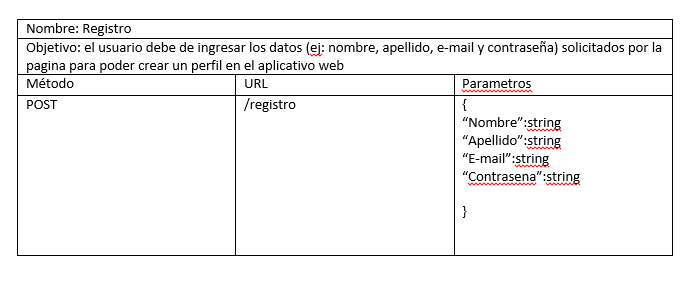 Nombre: Registro
Objetivo: el usuario debe de ingresar los datos (ej: nombre, apellido, e-mail y contraseña) solicitados por la
pagina para poder crear un perfil en el aplicativo web
Método URL Parametros
POST /registro {
“Nombre”:string
“Apellido”:string
“E-mail”:string
“Contrasena”:string
}